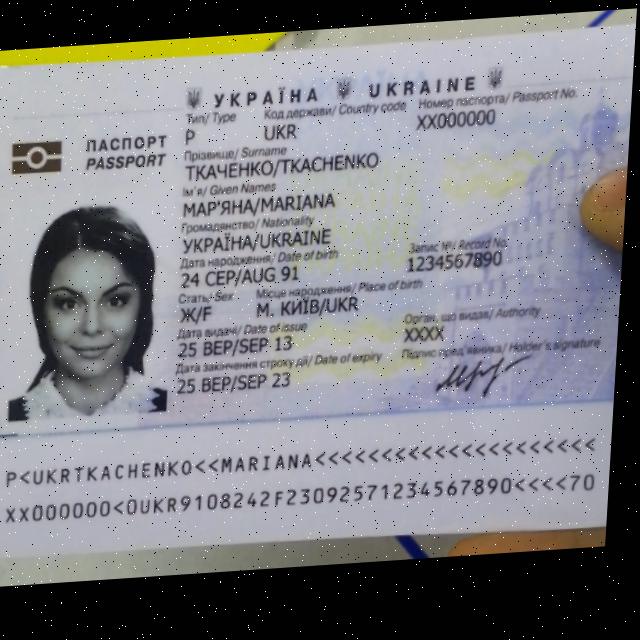 УКРАЇНА UKRAINE
Тип/ Type Код держави/ Country code Номер паспорта/ Passport No.
P UKR XX000000
ПАСПОРТ
PASSPORT
Прізвище/ Surname
ТКАЧЕНКО/TKACHENKO
Ім'я/ Given Names
МАР'ЯНА/MARIANA
Громадянство/ Nationality
УКРАЇНА/UKRAINE
Дата народження/ Date of birth Запис №/ Record No.
24 СЕР/AUG 91 1234567890
Стать/ Sex Місце народження/ Place of birth
Ж/F М. КИЇВ/UKR
Дата видачі/ Date of issue Орган, що видав/ Authority
25 ВЕР/SEP 13 XXXX
Дата закінчення строку дії/ Date of expiry Підпис пред'явника/ Holder's signature
25 ВЕР/SEP 23
P<UKRTKACHENKO<<MARIANA<<<<<<<<<<<<<<<<<<<<<
XX000000<0UKR9108242F23092571234567890<<<<70